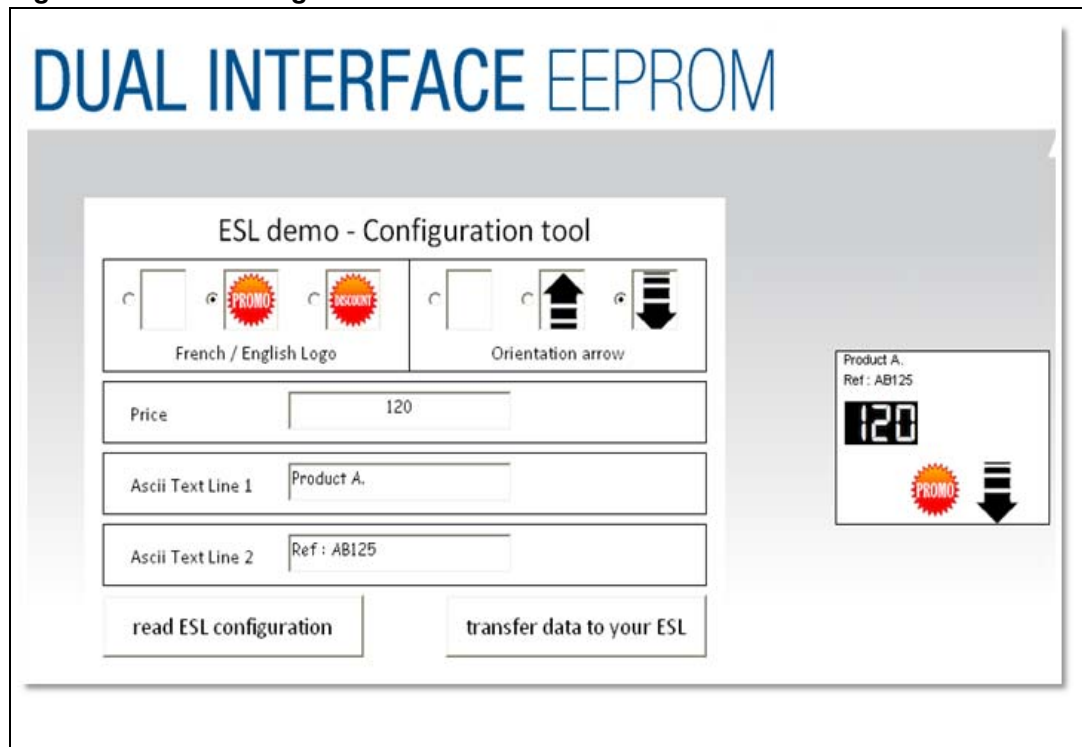 DUAL INTERFACE EEPROM
ESL demo - Configuration tool
PROMO
DISCOUNT
French / English Logo
Orientation arrow
Price
120
Ascii Text Line 1
Product A.
Ascii Text Line 2
Ref : AB125
read ESL configuration
transfer data to your ESL
Product A.
Ref : AB125
120
PROMO